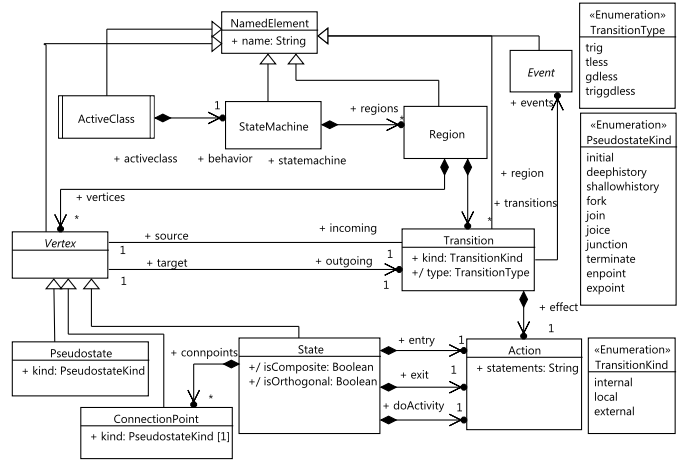 NamedElement
+ name: String
«Enumeration»
TransitionType
trig
tless
gdless
triggdless
Event
+ events
ActiveClass
1
StateMachine
+ regions
*
Region
+ activeclass
+ behavior
+ statemachine
«Enumeration»
PseudostateKind
initial
deephistory
shallowhistory
fork
join
joice
junction
terminate
enpoint
expoint
+ vertices
*
+ region
+ transitions
*
Vertex
+ source
+ incoming
1
1
+ target
+ outgoing
1
1
Transition
+ kind: TransitionKind
+/ type: TransitionType
+ effect
1
Pseudostate
+ kind: PseudostateKind
+ connpoints
*
State
+/ isComposite: Boolean
+/ isOrthogonal: Boolean
+ entry
1
+ exit
1
+ doActivity
1
Action
+ statements: String
«Enumeration»
TransitionKind
internal
local
external
ConnectionPoint
+ kind: PseudostateKind [1]